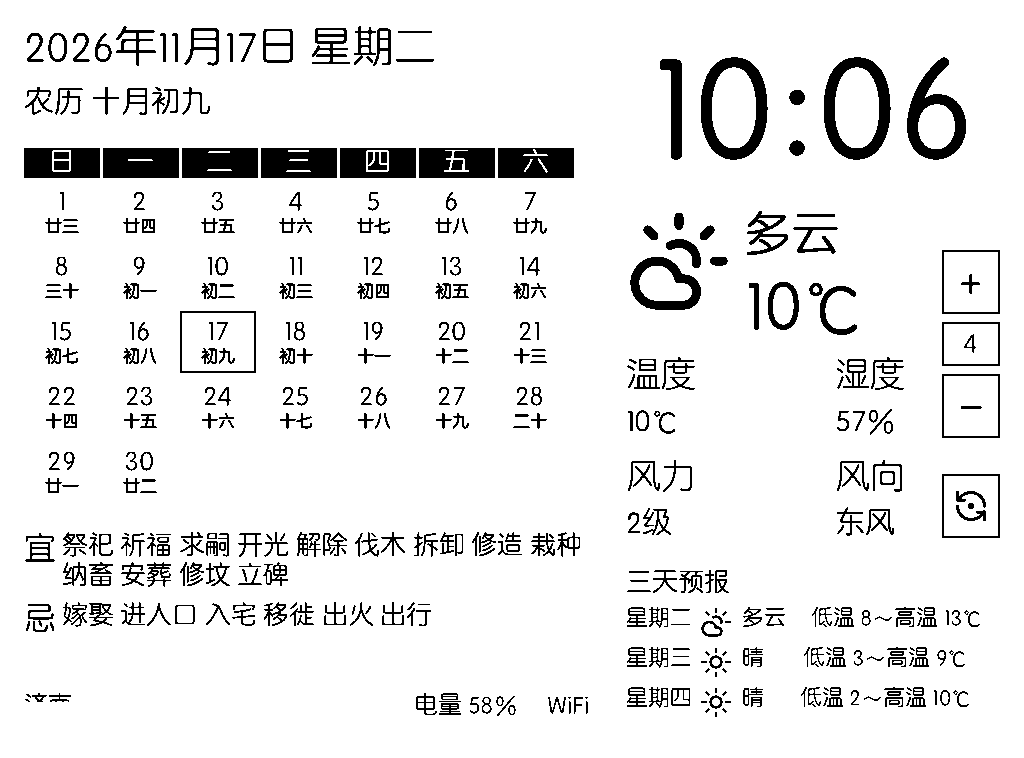 2026年11月17日 星期二
农历 十月初九
日 一 二 三 四 五 六
1 2 3 4 5 6 7
廿三 廿四 廿五 廿六 廿七 廿八 廿九
8 9 10 11 12 13 14
三十 初一 初二 初三 初四 初五 初六
15 16 17 18 19 20 21
初七 初八 初九 初十 十一 十二 十三
22 23 24 25 26 27 28
十四 十五 十六 十七 十八 十九 二十
29 30
廿一 廿二
宜 祭祀 祈福 求嗣 开光 解除 伐木 拆卸 修造 栽种
纳畜 安葬 修坟 立碑
忌 嫁娶 进人口 入宅 移徙 出火 出行
电量 58% WiFi
10:06
多云
10℃
+
4
−
温度 湿度
10℃ 57%
风力 风向
2级 东风
三天预报
星期二 多云 低温 8～高温 13℃
星期三 晴 低温 3～高温 9℃
星期四 晴 低温 2～高温 10℃